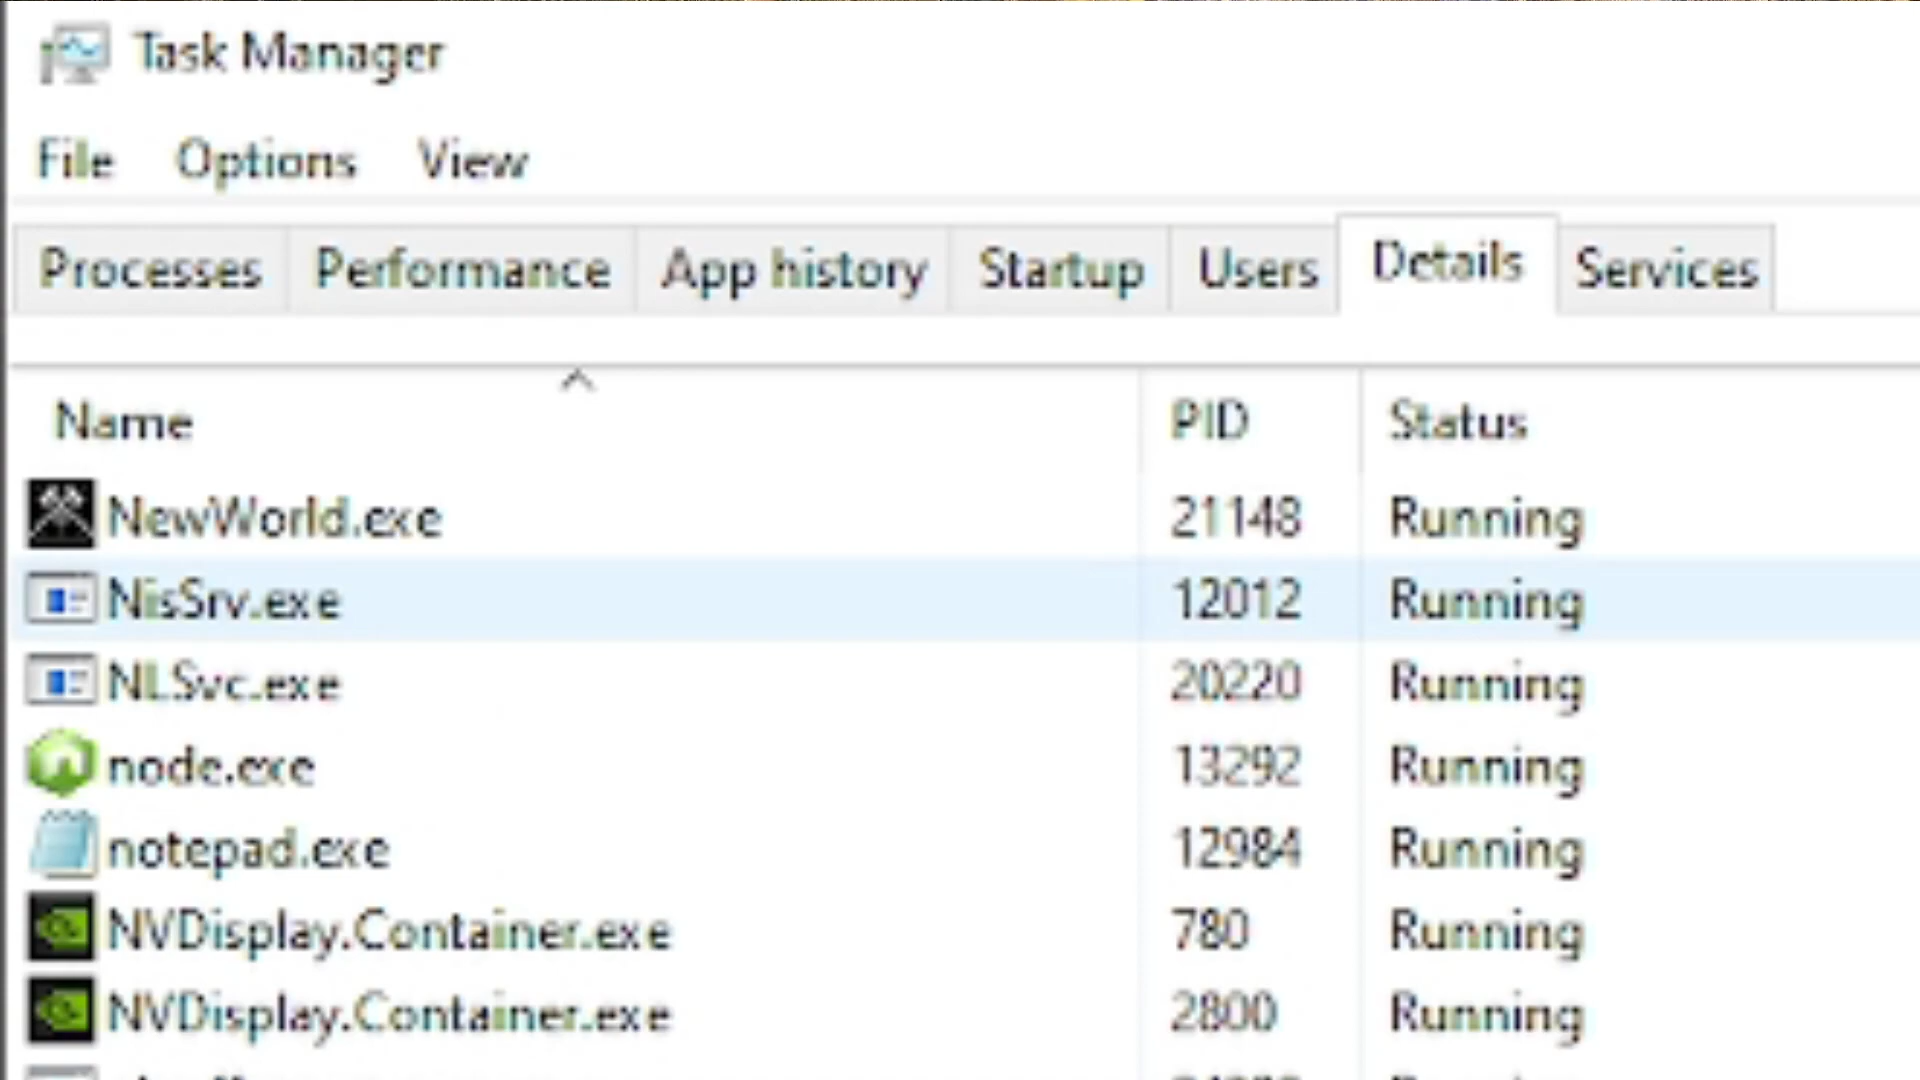 Task Manager
File Options View
Processes Performance App history Startup Users Details Services
Name PID Status
NewWorld.exe 21148 Running
NisSrv.exe 12012 Running
NLSvc.exe 20220 Running
node.exe 13292 Running
notepad.exe 12984 Running
NVDisplay.Container.exe 780 Running
NVDisplay.Container.exe 2800 Running